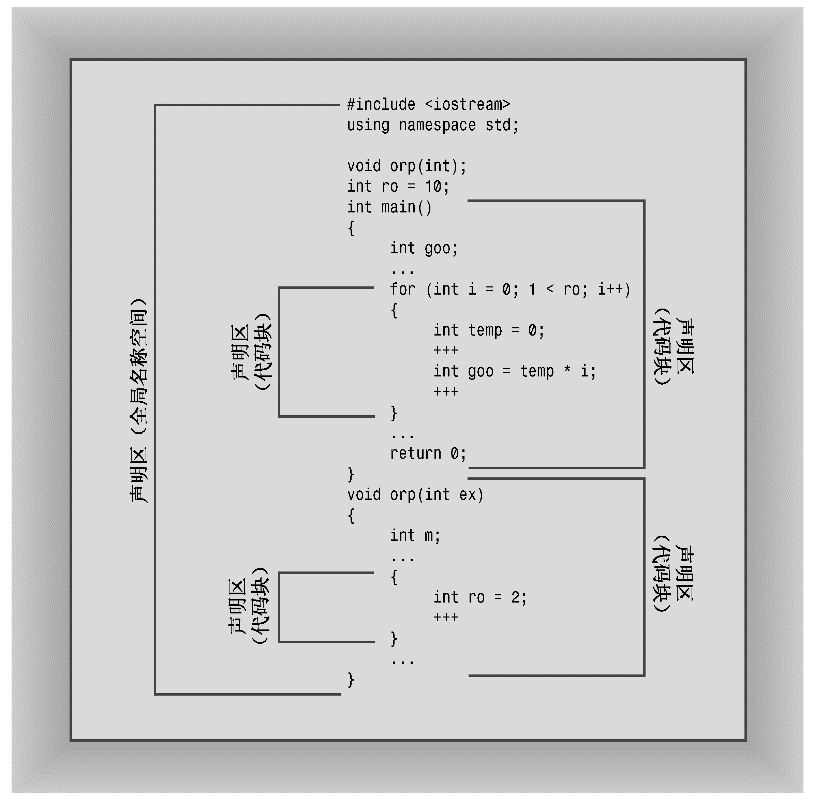 #include <iostream>
using namespace std;
void orp(int);
int ro = 10;
int main()
{
int goo;
...
for (int i = 0; 1 < ro; i++)
{
int temp = 0;
+++
int goo = temp * i;
+++
}
...
return 0;
}
void orp(int ex)
{
int m;
...
{
int ro = 2;
+++
}
...
}
声明区（全局名称空间）
声明区
（代码块）
声明区
（代码块）
声明区
（代码块）
声明区
（代码块）